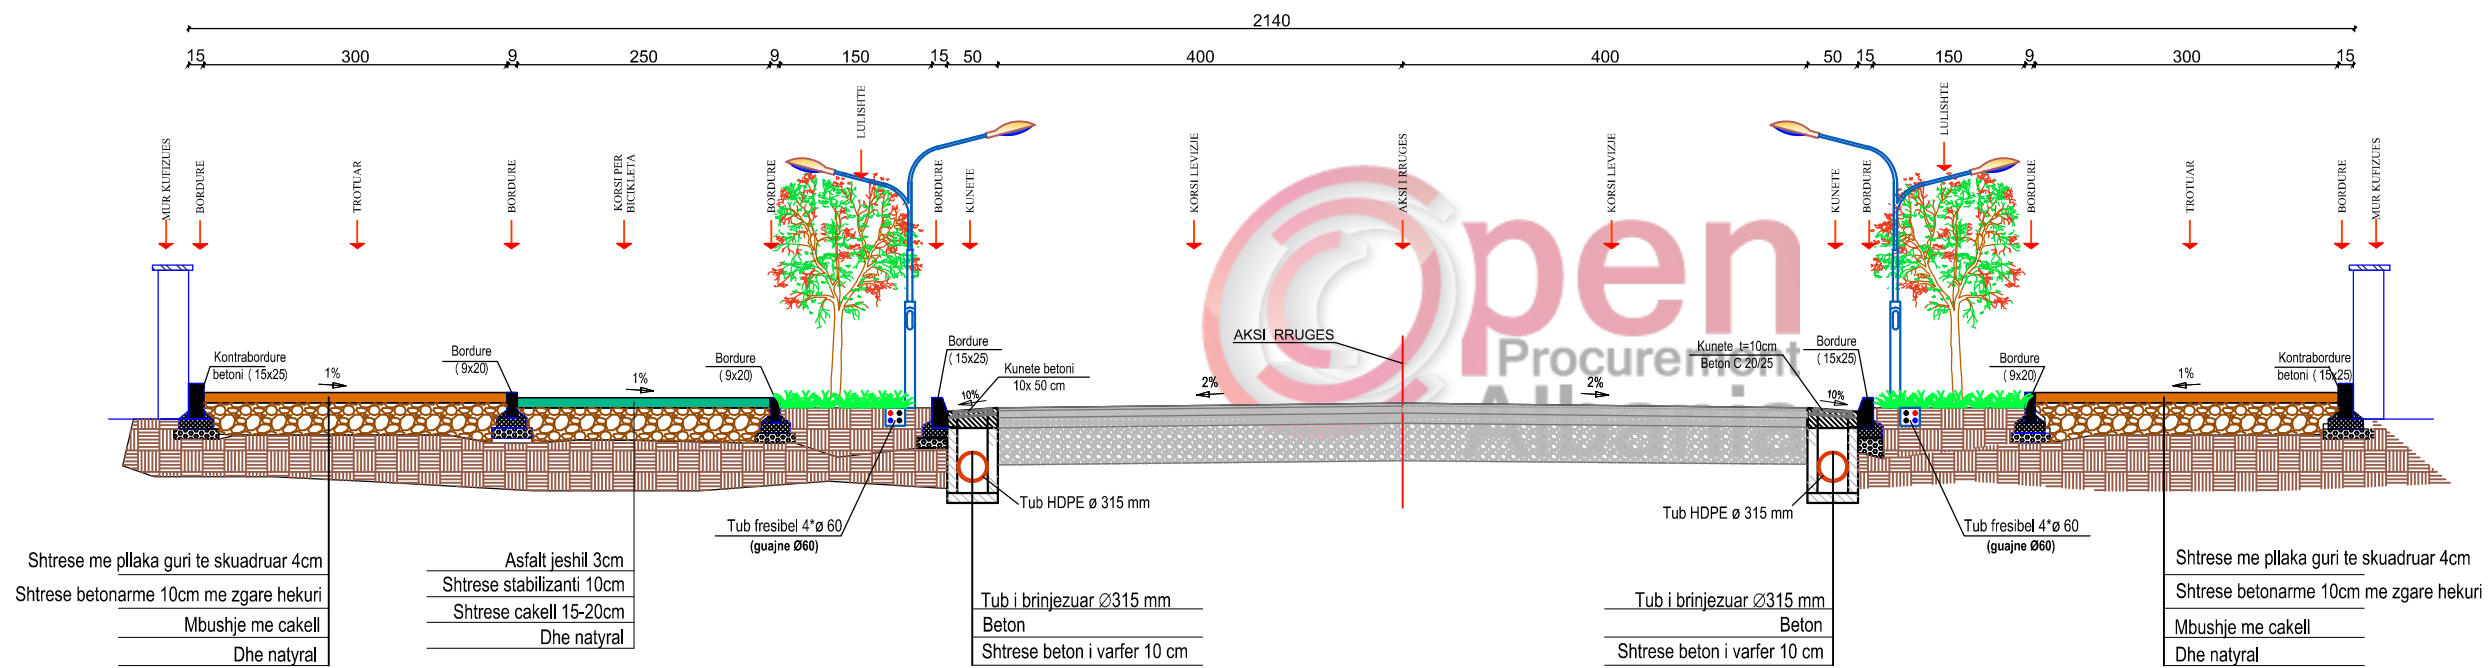 2140
15 300 9 250 9 150 15 50 400 400 50 15 150 9 300 15
MUR KUFIZUES
BORDURE
TROTUAR
BORDURE
KORSI PER
BICIKLETA
BORDURE
LULISHTE
BORDURE
KUNETE
KORSI LEVIZIE
AKSI I RRUGES
KORSI LEVIZIE
KUNETE
BORDURE
LULISHTE
BORDURE
TROTUAR
BORDURE
MUR KUFIZUES
Open
Procurement
Albania
AKSI RRUGES
Kontrabordure
betoni ( 15x25)
1%
Bordure
( 9x20)
1%
Bordure
( 9x20)
Bordure
( 15x25)
Kunete betoni
10x 50 cm
10%
2%
2%
Kunete t=10cm
Beton C 20/25
Bordure
( 15x25)
10%
Bordure
( 9x20)
1%
Kontrabordure
betoni ( 15x25)
Tub HDPE ø 315 mm
Tub HDPE ø 315 mm
Tub fresibel 4*ø 60
(guajne Ø60)
Tub fresibel 4*ø 60
(guajne Ø60)
Shtrese me pllaka guri te skuadruar 4cm
Shtrese betonarme 10cm me zgare hekuri
Mbushje me cakell
Dhe natyral
Asfalt jeshil 3cm
Shtrese stabilizanti 10cm
Shtrese cakell 15-20cm
Dhe natyral
Tub i brinjezuar ∅315 mm
Beton
Shtrese beton i varfer 10 cm
Tub i brinjezuar ∅315 mm
Beton
Shtrese beton i varfer 10 cm
Shtrese me pllaka guri te skuadruar 4cm
Shtrese betonarme 10cm me zgare hekuri
Mbushje me cakell
Dhe natyral